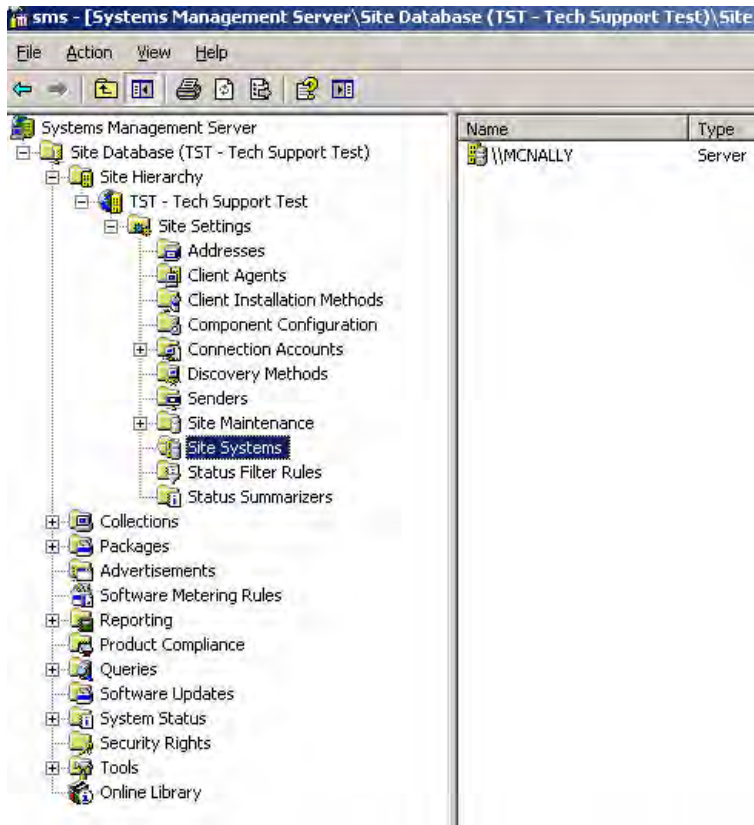 sms - [Systems Management Server\Site Database (TST - Tech Support Test)\Site
File Action View Help
Systems Management Server
Site Database (TST - Tech Support Test)
Site Hierarchy
TST - Tech Support Test
Site Settings
Addresses
Client Agents
Client Installation Methods
Component Configuration
Connection Accounts
Discovery Methods
Senders
Site Maintenance
Site Systems
Status Filter Rules
Status Summarizers
Collections
Packages
Advertisements
Software Metering Rules
Reporting
Product Compliance
Queries
Software Updates
System Status
Security Rights
Tools
Online Library
Name Type
\\MCNALLY Server